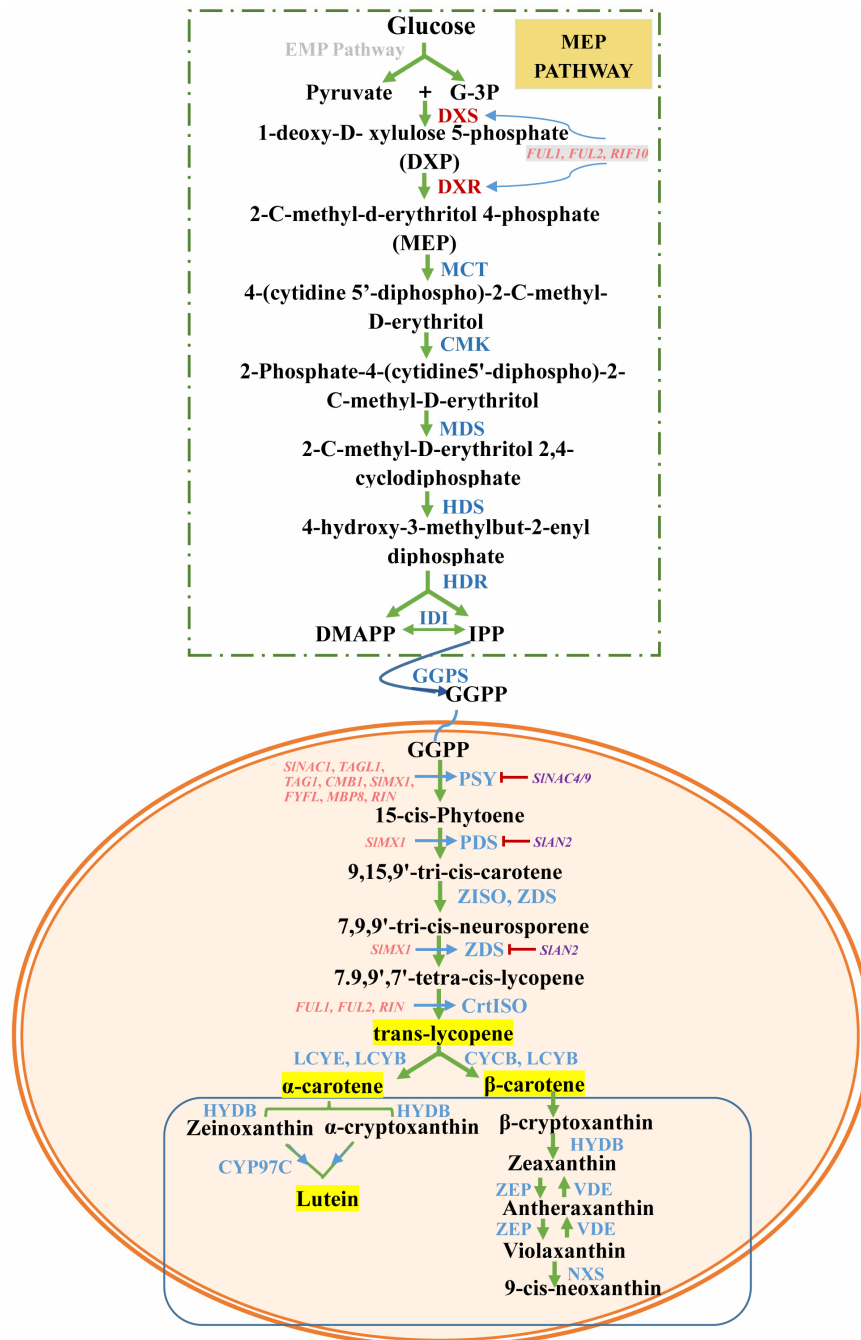 Glucose
EMP Pathway
MEP
PATHWAY
Pyruvate + G-3P
DXS
1-deoxy-D- xylulose 5-phosphate
(DXP)
FUL1, FUL2, RIF10
DXR
2-C-methyl-d-erythritol 4-phosphate
(MEP)
MCT
4-(cytidine 5’-diphospho)-2-C-methyl-
D-erythritol
CMK
2-Phosphate-4-(cytidine5'-diphospho)-2-
C-methyl-D-erythritol
MDS
2-C-methyl-D-erythritol 2,4-
cyclodiphosphate
HDS
4-hydroxy-3-methylbut-2-enyl
diphosphate
HDR
IDI
DMAPP IPP
GGPS
GGPP
GGPP
SlNAC1, TAGL1,
TAG1, CMB1, SlMX1,
FYFL, MBP8, RIN
PSY SlNAC4/9
15-cis-Phytoene
SlMX1 PDS SlAN2
9,15,9'-tri-cis-carotene
ZISO, ZDS
7,9,9'-tri-cis-neurosporene
SlMX1 ZDS SlAN2
7.9,9',7'-tetra-cis-lycopene
FUL1, FUL2, RIN CrtISO
trans-lycopene
LCYE, LCYB CYCB, LCYB
α-carotene β-carotene
HYDB HYDB
Zeinoxanthin α-cryptoxanthin
β-cryptoxanthin
HYDB
CYP97C
Zeaxanthin
Lutein
ZEP VDE
Antheraxanthin
ZEP VDE
Violaxanthin
NXS
9-cis-neoxanthin